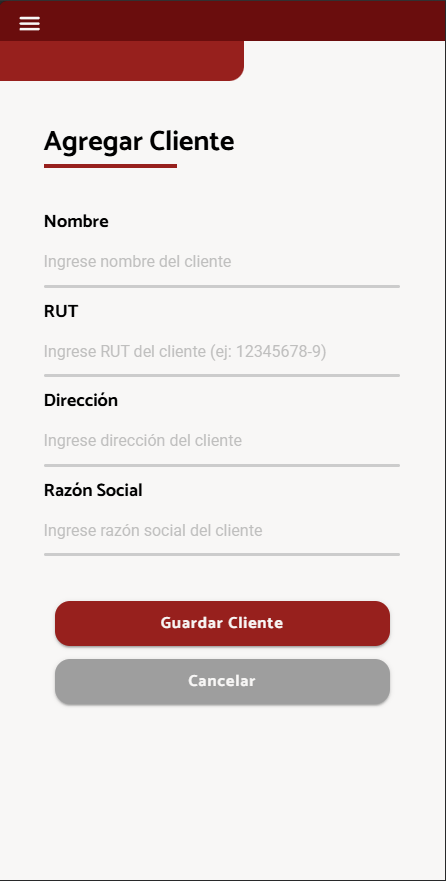 Agregar Cliente
Nombre
Ingrese nombre del cliente
RUT
Ingrese RUT del cliente (ej: 12345678-9)
Dirección
Ingrese dirección del cliente
Razón Social
Ingrese razón social del cliente
Guardar Cliente
Cancelar